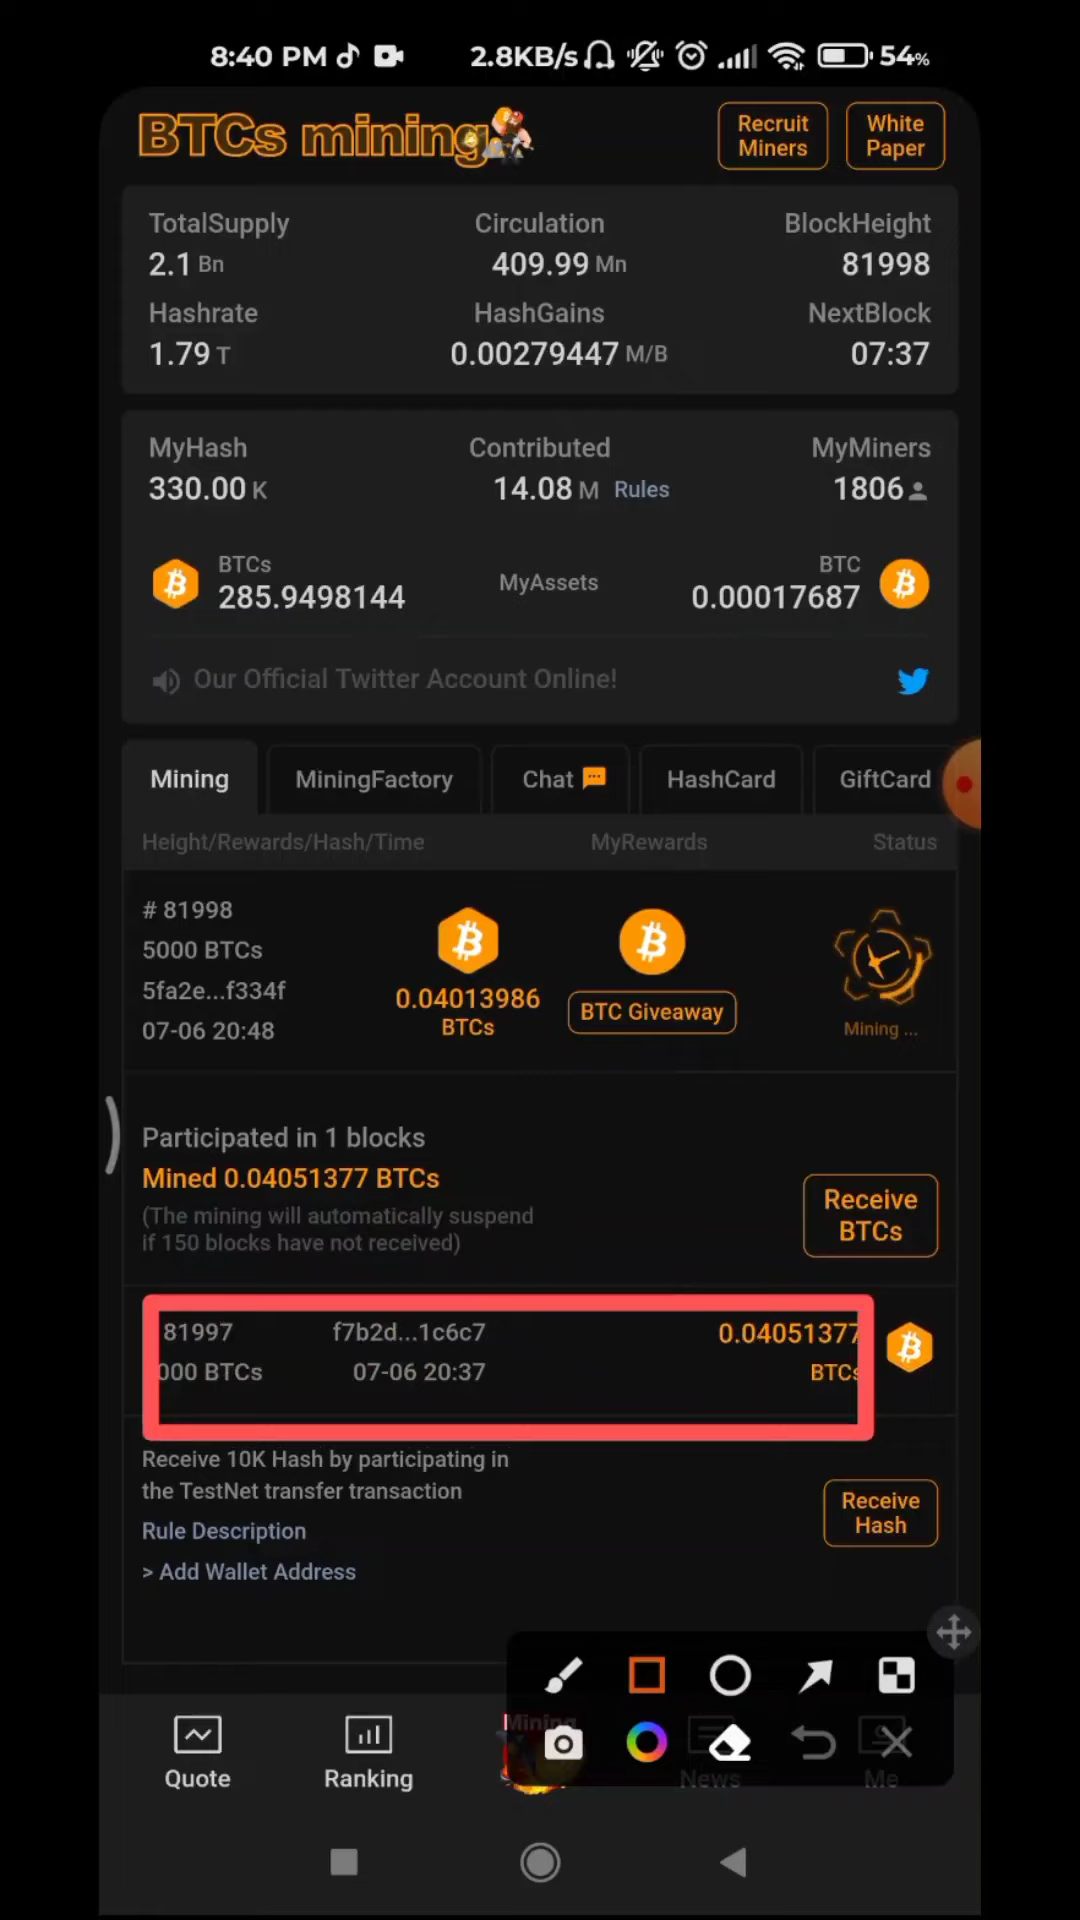 8:40 PM 2.8KB/s 54%
BTCs mining
Recruit Miners
White Paper
TotalSupply Circulation BlockHeight
2.1 Bn 409.99 Mn 81998
Hashrate HashGains NextBlock
1.79 T 0.00279447 M/B 07:37
MyHash Contributed MyMiners
330.00 K 14.08 M Rules 1806
BTCs MyAssets BTC
285.9498144 0.00017687
Our Official Twitter Account Online!
Mining MiningFactory Chat HashCard GiftCard
Height/Rewards/Hash/Time MyRewards Status
# 81998
5000 BTCs
5fa2e...f334f
07-06 20:48
0.04013986
BTCs
BTC Giveaway
Mining ...
Participated in 1 blocks
Mined 0.04051377 BTCs
(The mining will automatically suspend
if 150 blocks have not received)
Receive
BTCs
81997 f7b2d...1c6c7 0.04051377
000 BTCs 07-06 20:37 BTCs
Receive 10K Hash by participating in
the TestNet transfer transaction
Rule Description
> Add Wallet Address
Receive
Hash
Quote Ranking Mining News Me